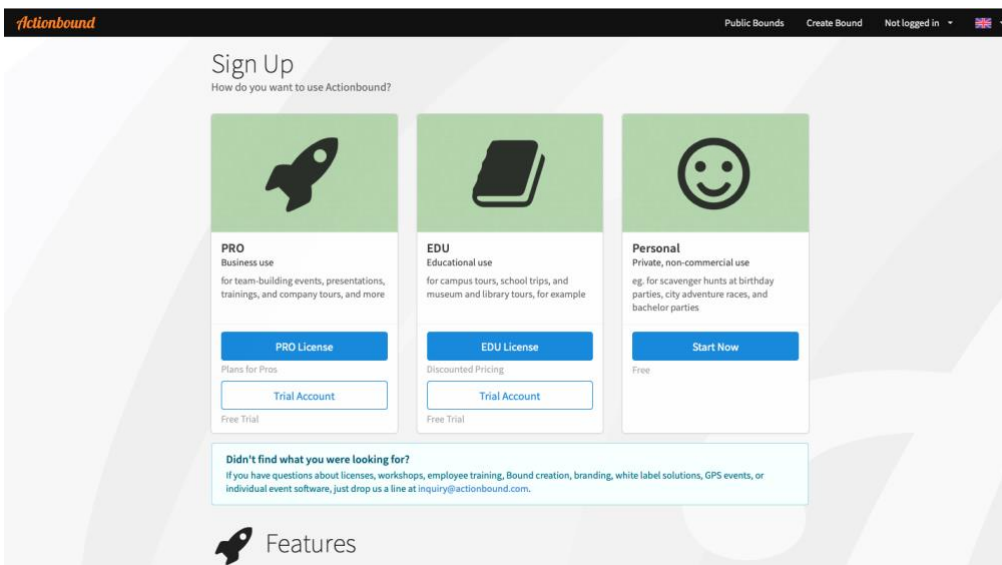 Actionbound
Public Bounds
Create Bound
Not logged in
Sign Up
How do you want to use Actionbound?
PRO
Business use
for team-building events, presentations,
trainings, and company tours, and more
PRO License
Plans for Pros
Trial Account
Free Trial
EDU
Educational use
for campus tours, school trips, and
museum and library tours, for example
EDU License
Discounted Pricing
Trial Account
Free Trial
Personal
Private, non-commercial use
eg. for scavenger hunts at birthday
parties, city adventure races, and
bachelor parties
Start Now
Free
Didn't find what you were looking for?
If you have questions about licenses, workshops, employee training, Bound creation, branding, white label solutions, GPS events, or
individual event software, just drop us a line at inquiry@actionbound.com.
Features